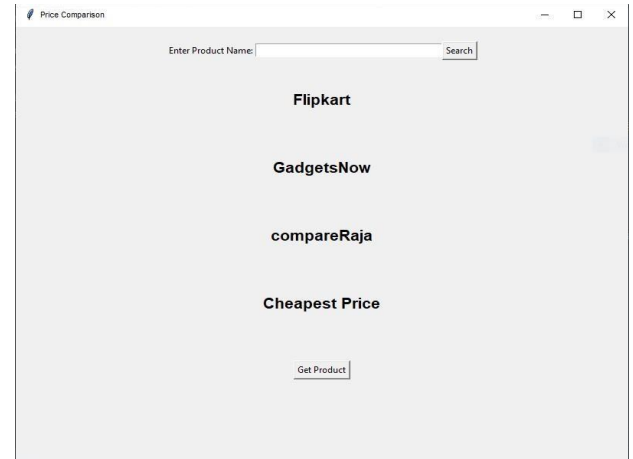 Price Comparison
Enter Product Name: Search
Flipkart
GadgetsNow
compareRaja
Cheapest Price
Get Product